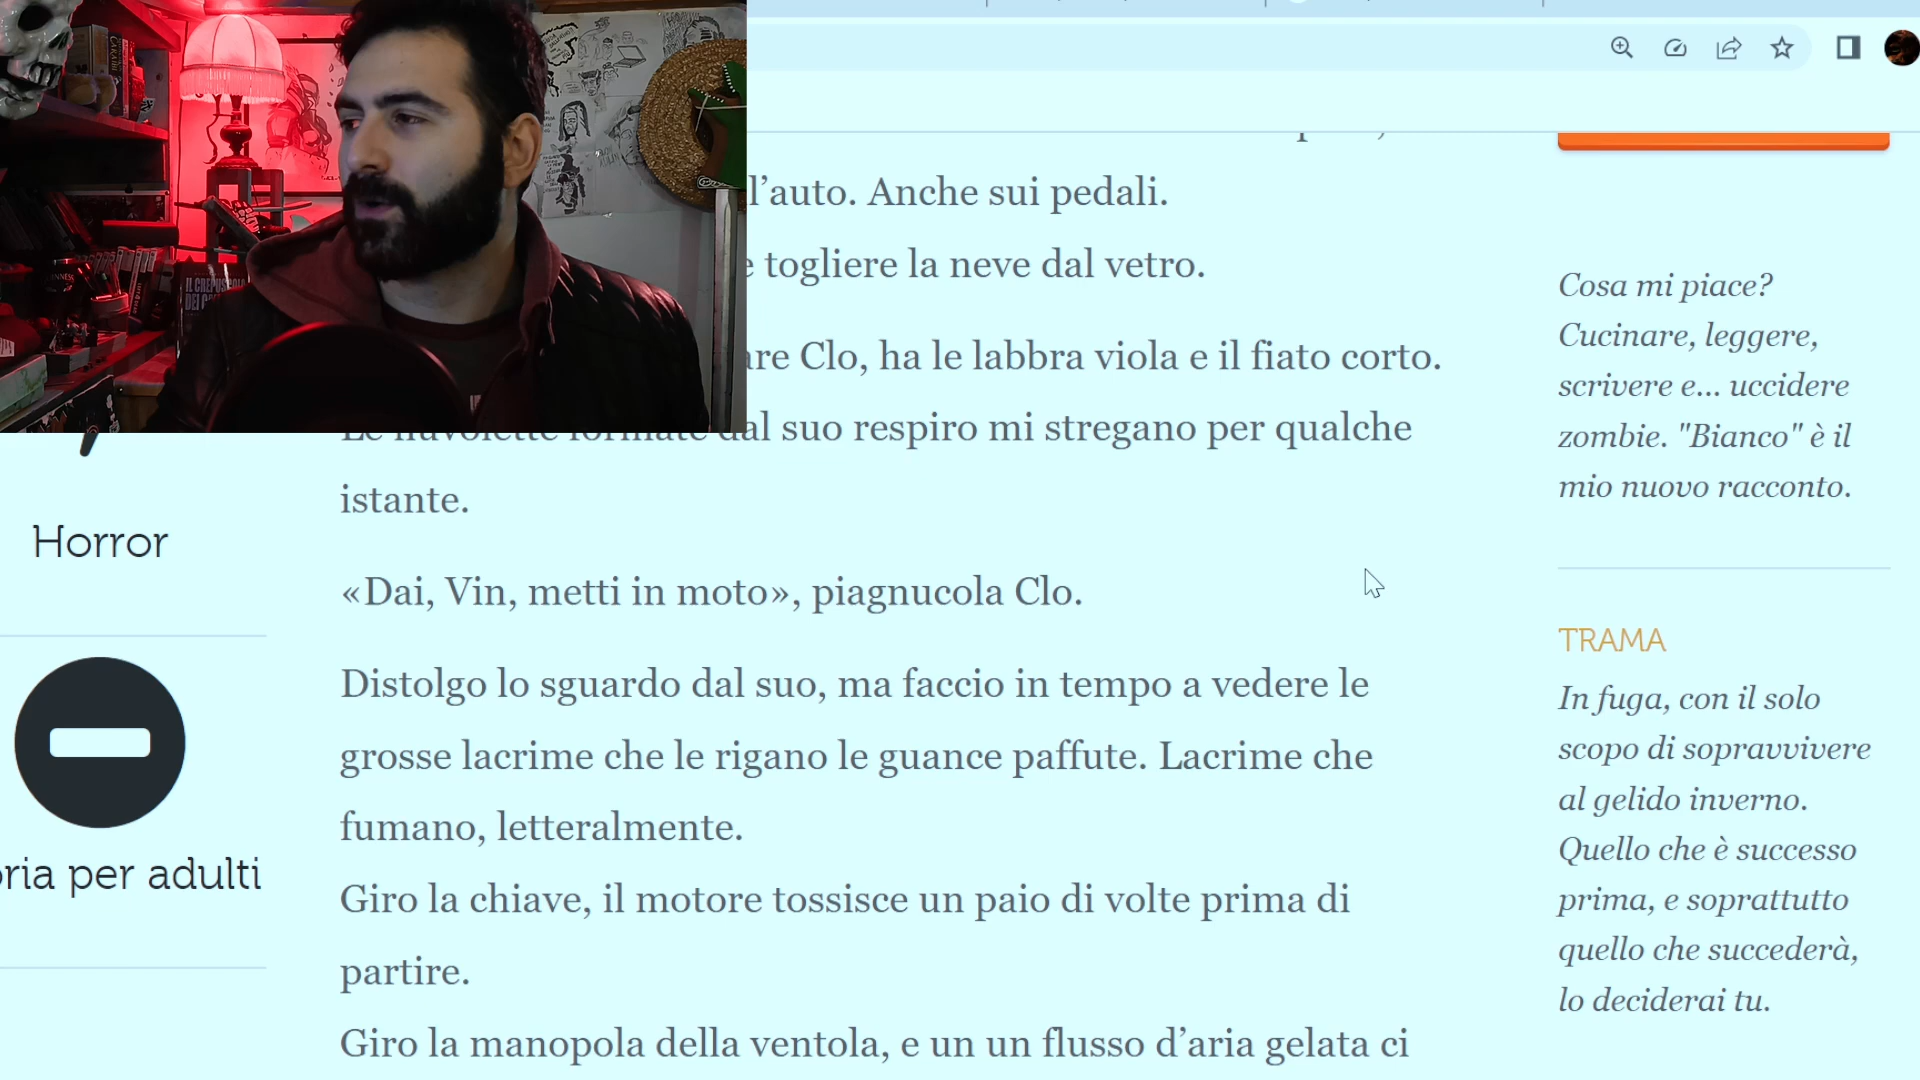 l’auto. Anche sui pedali.
togliere la neve dal vetro.
Clo, ha le labbra viola e il fiato corto.
dal suo respiro mi stregano per qualche
istante.
«Dai, Vin, metti in moto», piagnucola Clo.
Distolgo lo sguardo dal suo, ma faccio in tempo a vedere le
grosse lacrime che le rigano le guance paffute. Lacrime che
fumano, letteralmente.
Giro la chiave, il motore tossisce un paio di volte prima di
partire.
Giro la manopola della ventola, e un un flusso d’aria gelata ci
Horror
ria per adulti
Cosa mi piace?
Cucinare, leggere,
scrivere e... uccidere
zombie. "Bianco" è il
mio nuovo racconto.
TRAMA
In fuga, con il solo
scopo di sopravvivere
al gelido inverno.
Quello che è successo
prima, e soprattutto
quello che succederà,
lo deciderai tu.